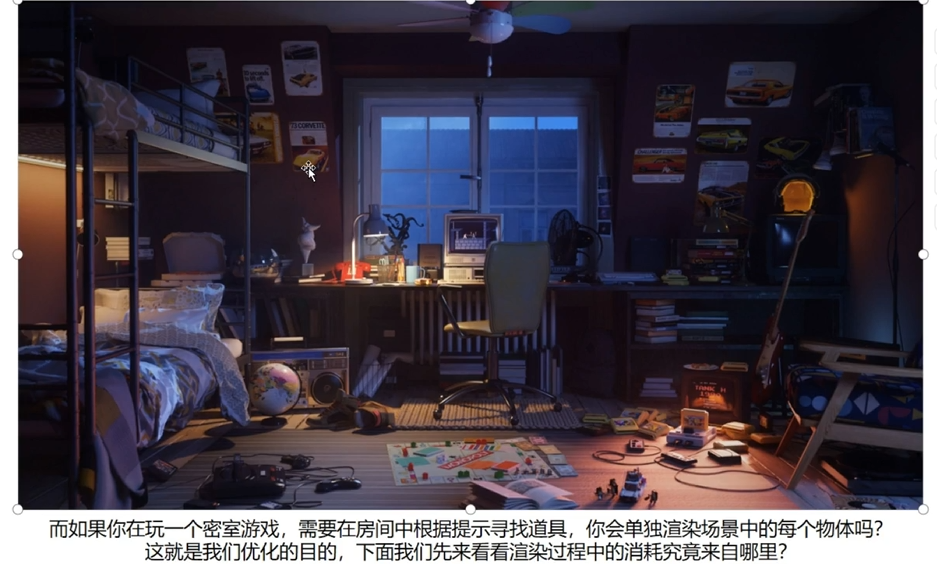 CORVETTE
而如果你在玩一个密室游戏，需要在房间中根据提示寻找道具，你会单独渲染场景中的每个物体吗？
这就是我们优化的目的，下面我们先来看看渲染过程中的消耗究竟来自哪里？